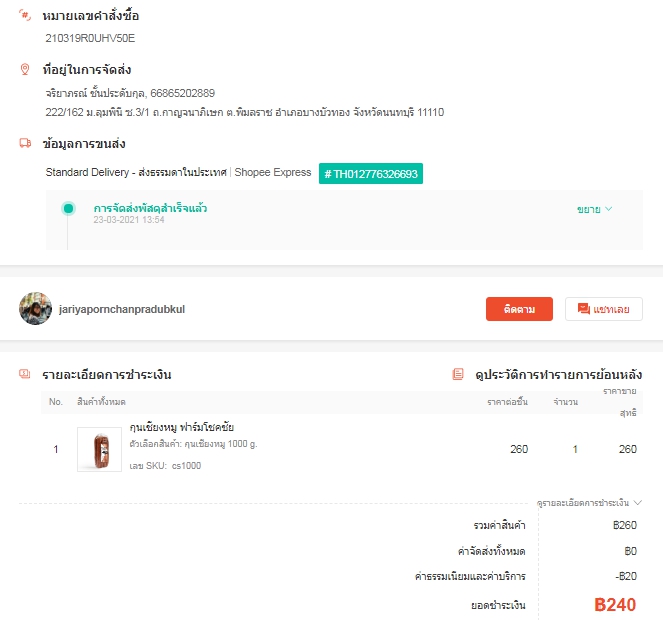 หมายเลขคำสั่งซื้อ
210319R0UHV50E
ที่อยู่ในการจัดส่ง
จริยาภรณ์ ชั้นประดับกุล, 66865202889
222/162 ม.ลุมพินี ซ.3/1 ถ.กาญจนาภิเษก ต.พิมลราช อำเภอบางบัวทอง จังหวัดนนทบุรี 11110
ข้อมูลการขนส่ง
Standard Delivery - ส่งธรรมดาในประเทศ | Shopee Express # TH012776326693
การจัดส่งพัสดุสำเร็จแล้ว ขยาย
23-03-2021 13:54
jariyapornchanpradubkul ติดตาม แชทเลย
รายละเอียดการชำระเงิน ดูประวัติการทำรายการย้อนหลัง
No. สินค้าทั้งหมด ราคาต่อชิ้น จำนวน ราคาขายสุทธิ
กุนเชียงหมู ฟาร์มโชคชัย
1 ตัวเลือกสินค้า: กุนเชียงหมู 1000 g. 260 1 260
เลข SKU: cs1000
ดูรายละเอียดการชำระเงิน
รวมค่าสินค้า ฿260
ค่าจัดส่งทั้งหมด ฿0
ค่าธรรมเนียมและค่าบริการ -฿20
ยอดชำระเงิน ฿240